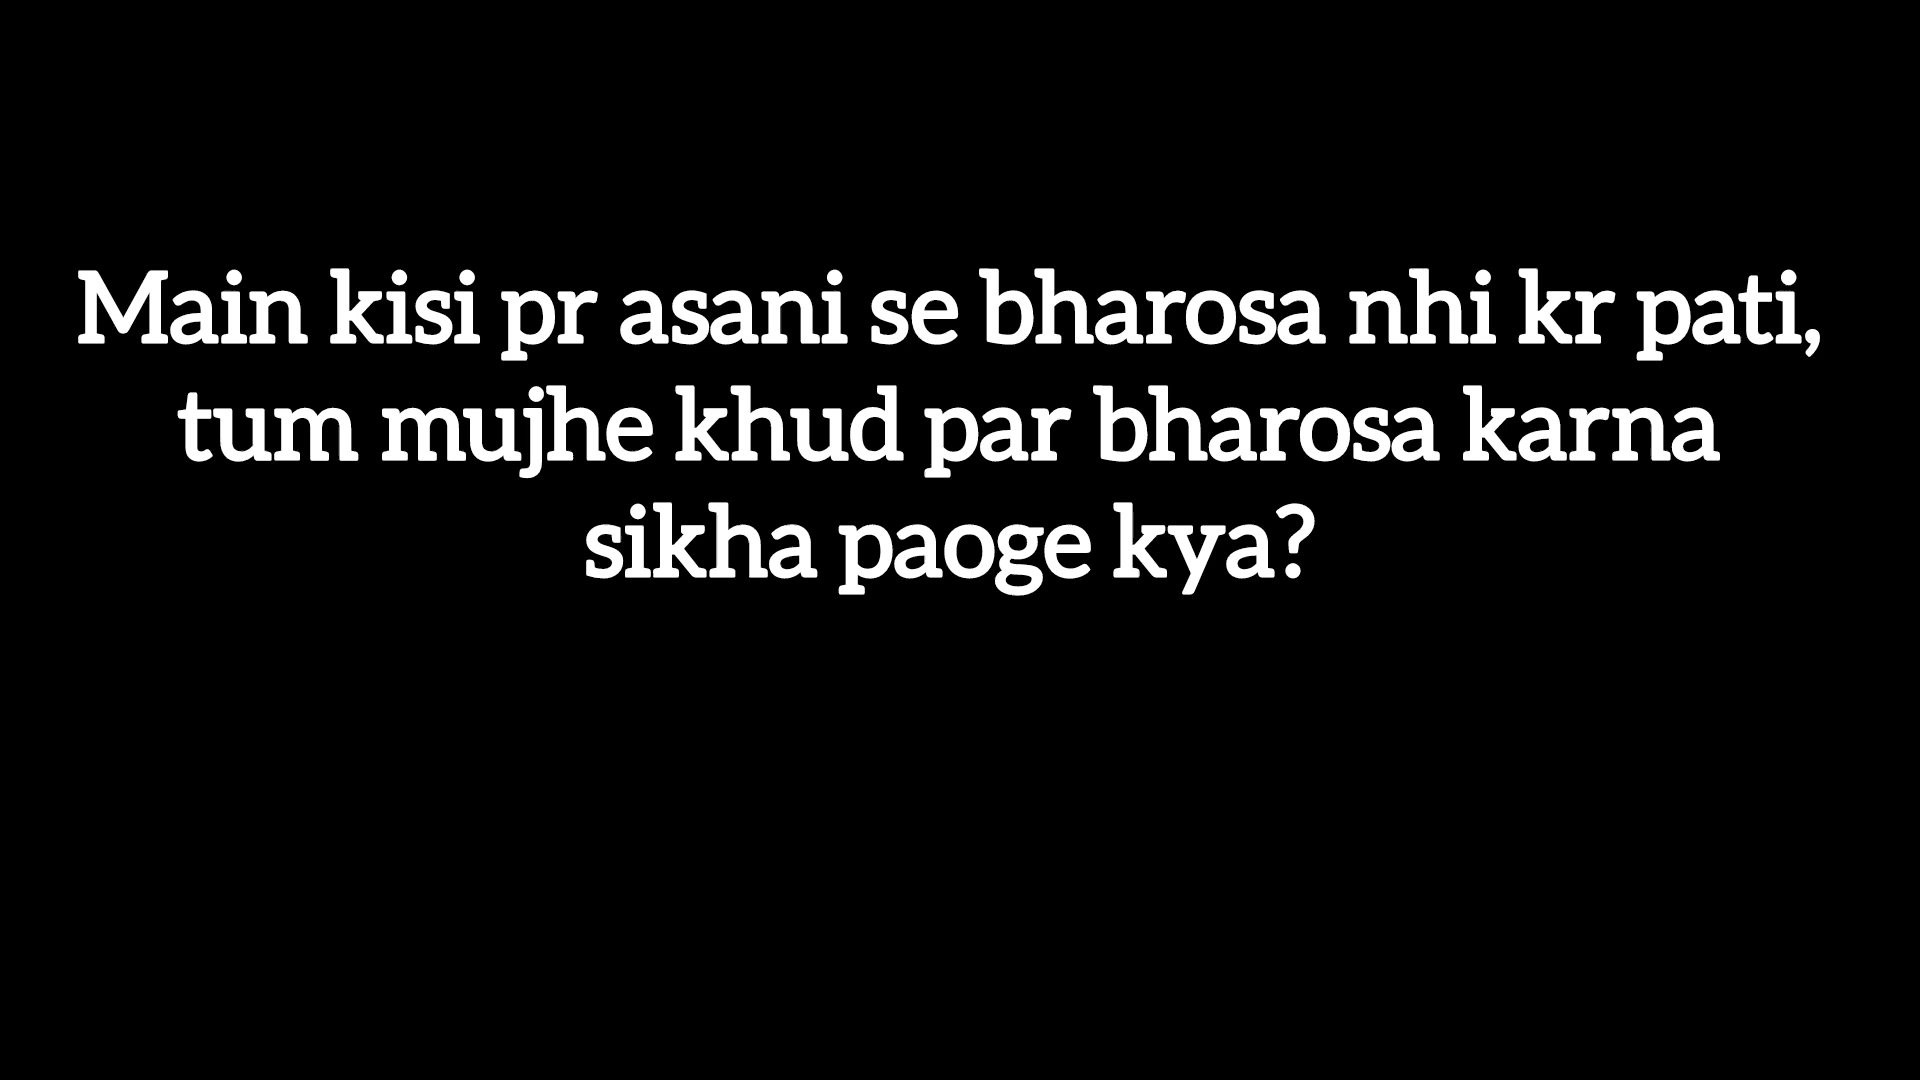 Main kisi pr asani se bharosa nhi kr pati,
tum mujhe khud par bharosa karna
sikha paoge kya?